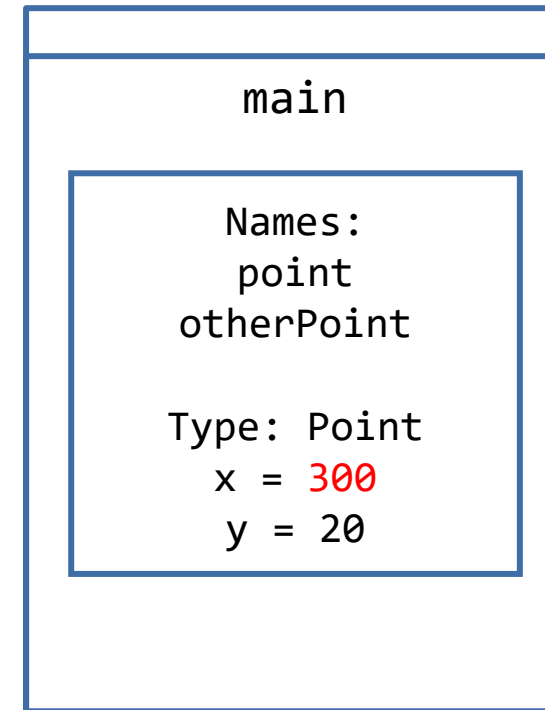 main
Names:
point
otherPoint
Type: Point
x = 300
y = 20